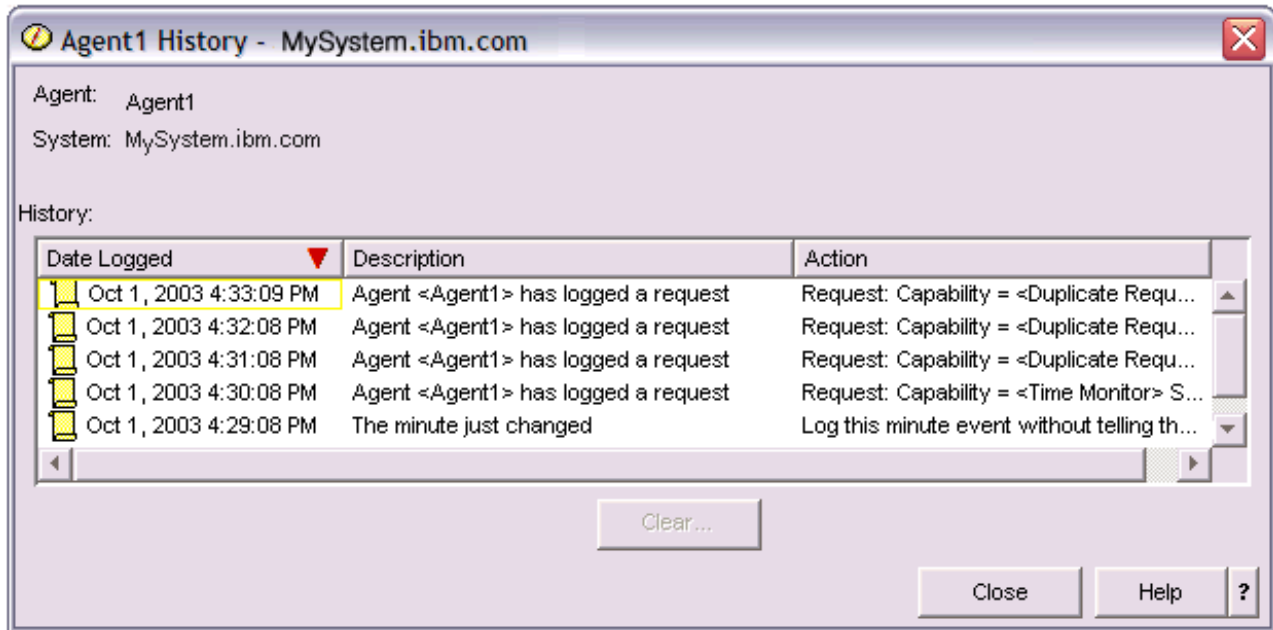 Agent1 History - MySystem.ibm.com
Agent: Agent1
System: MySystem.ibm.com
History:
Date Logged Description Action
Oct 1, 2003 4:33:09 PM Agent <Agent1> has logged a request Request: Capability = <Duplicate Requ...
Oct 1, 2003 4:32:08 PM Agent <Agent1> has logged a request Request: Capability = <Duplicate Requ...
Oct 1, 2003 4:31:08 PM Agent <Agent1> has logged a request Request: Capability = <Duplicate Requ...
Oct 1, 2003 4:30:08 PM Agent <Agent1> has logged a request Request: Capability = <Time Monitor> S...
Oct 1, 2003 4:29:08 PM The minute just changed Log this minute event without telling th...
Clear...
Close Help ?